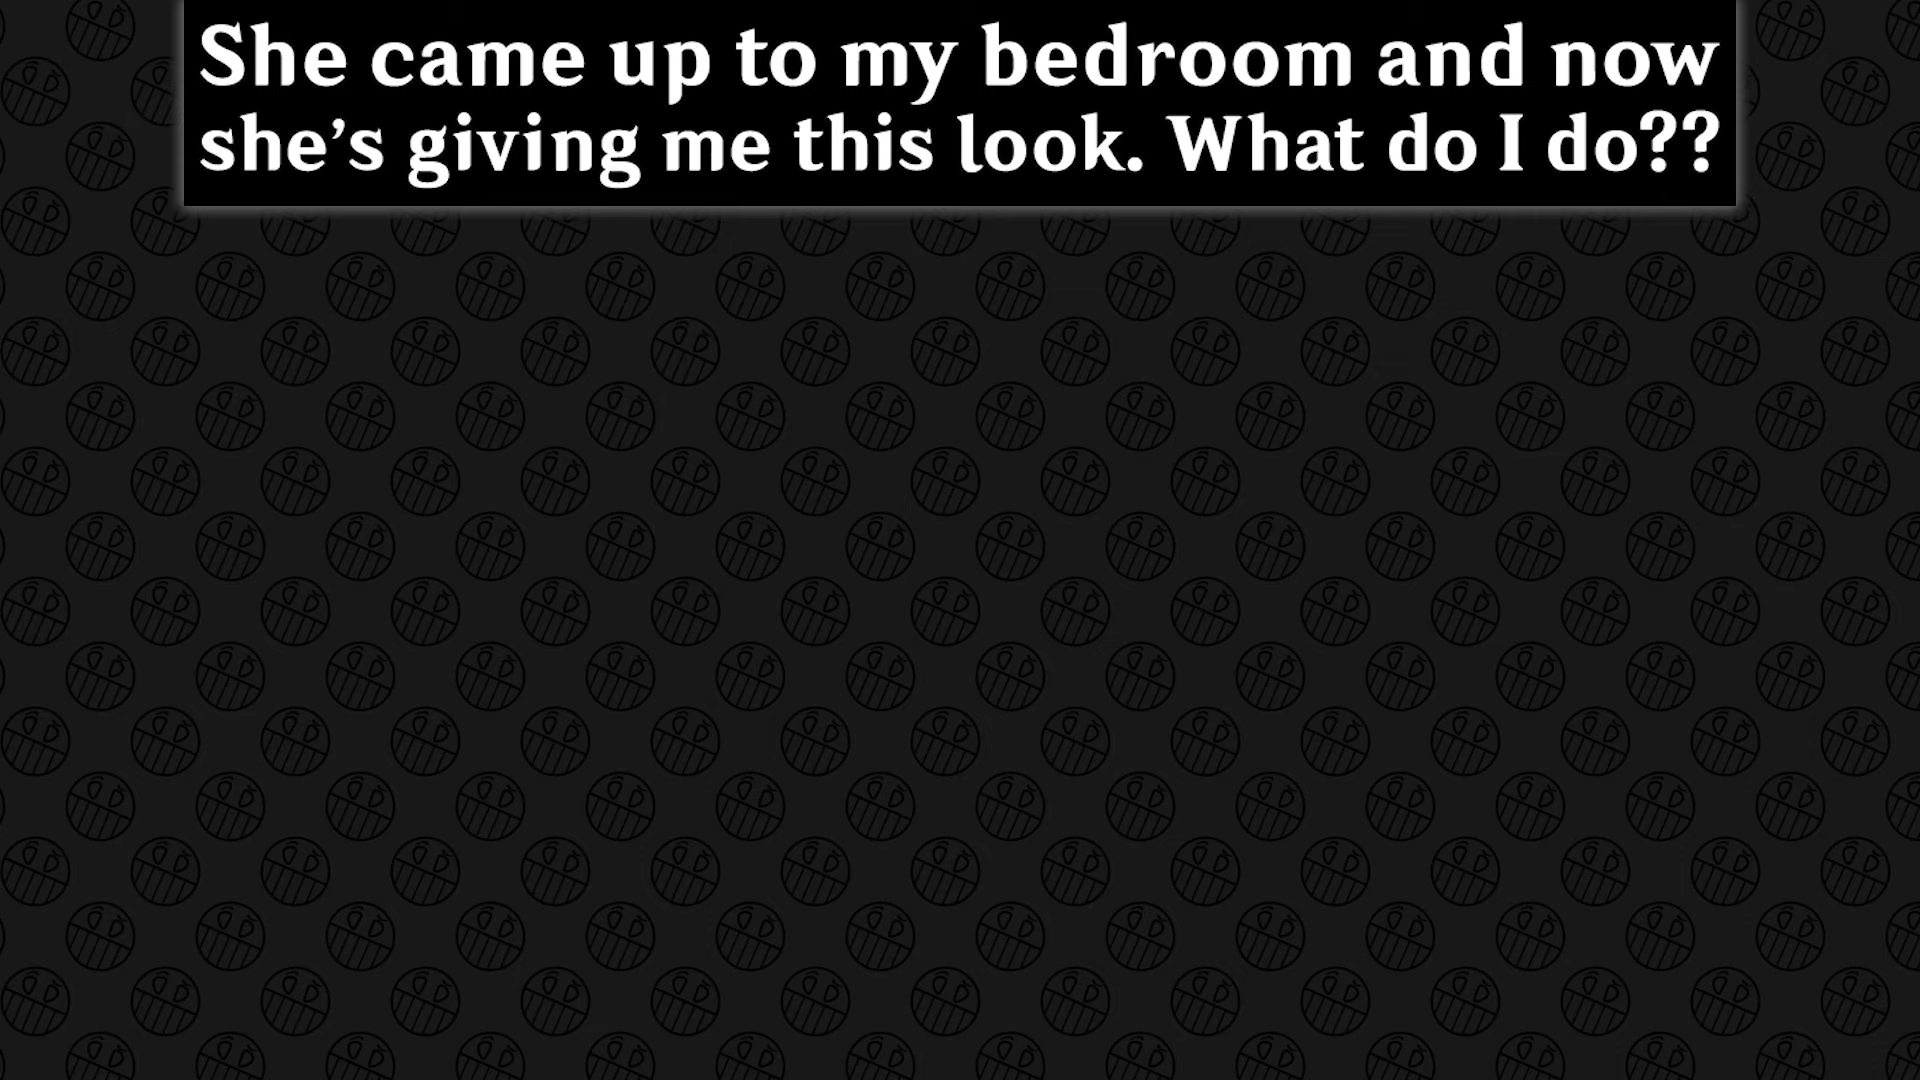 She came up to my bedroom and now
she’s giving me this look. What do I do??